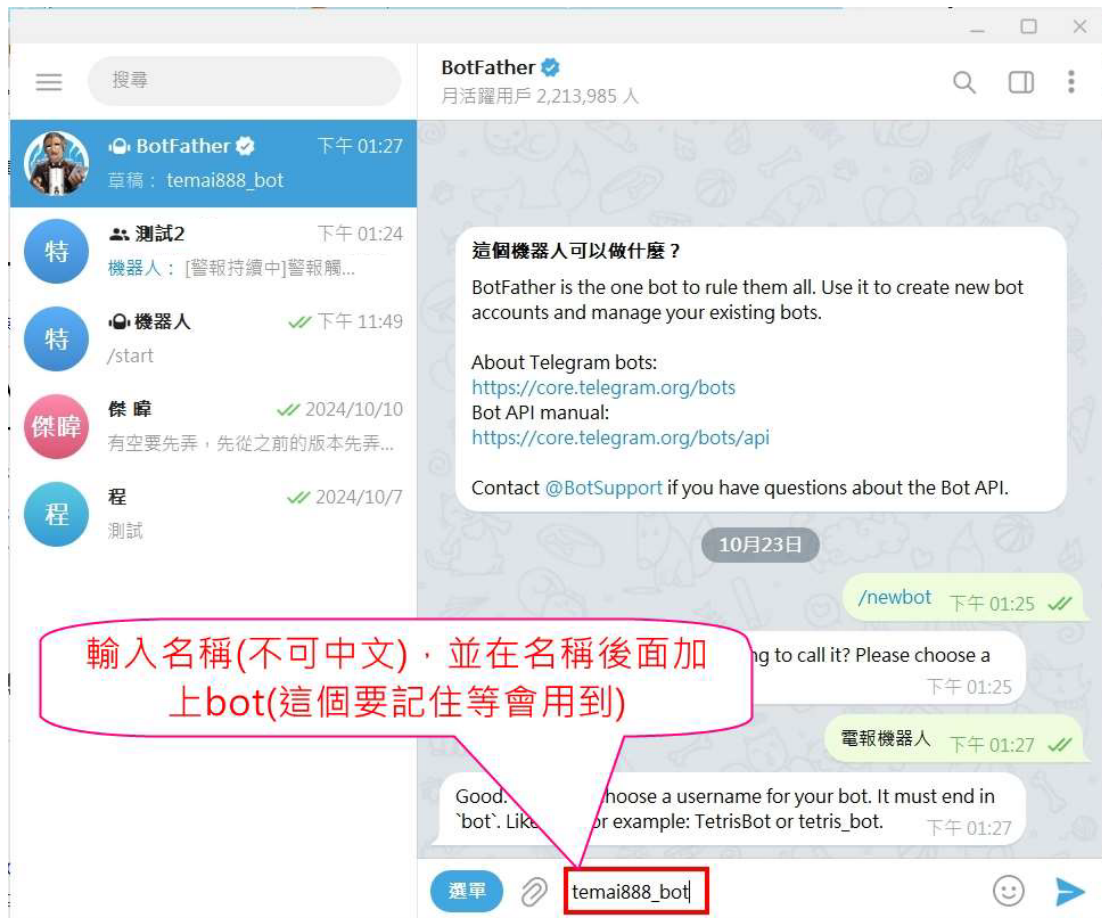 搜尋
BotFather
下午 01:27
草稿： temai888_bot
特
測試2
下午 01:24
機器人： [警報持續中]警報觸...
特
機器人
下午 11:49
/start
傑暐
傑 暐
2024/10/10
有空要先弄，先從之前的版本先弄...
程
程
2024/10/7
測試
BotFather
月活躍用戶 2,213,985 人
這個機器人可以做什麼？
BotFather is the one bot to rule them all. Use it to create new bot
accounts and manage your existing bots.
About Telegram bots:
https://core.telegram.org/bots
Bot API manual:
https://core.telegram.org/bots/api
Contact @BotSupport if you have questions about the Bot API.
10月23日
/newbot 下午 01:25
to call it? Please choose a
下午 01:25
輸入名稱(不可中文)，並在名稱後面加
上bot(這個要記住等會用到)
電報機器人 下午 01:27
Good. choose a username for your bot. It must end in
`bot`. Like or example: TetrisBot or tetris_bot. 下午 01:27
選單
temai888_bot